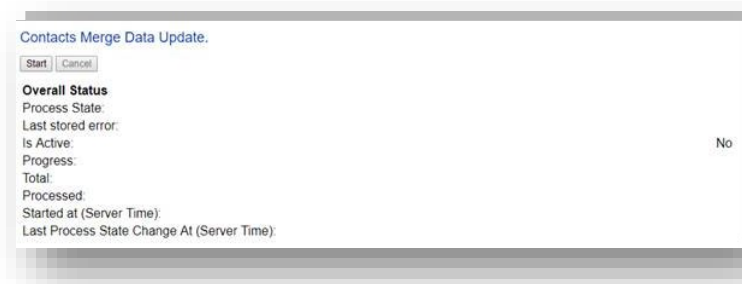 Contacts Merge Data Update.
Start Cancel
Overall Status
Process State:
Last stored error:
Is Active: No
Progress:
Total:
Processed:
Started at (Server Time):
Last Process State Change At (Server Time):